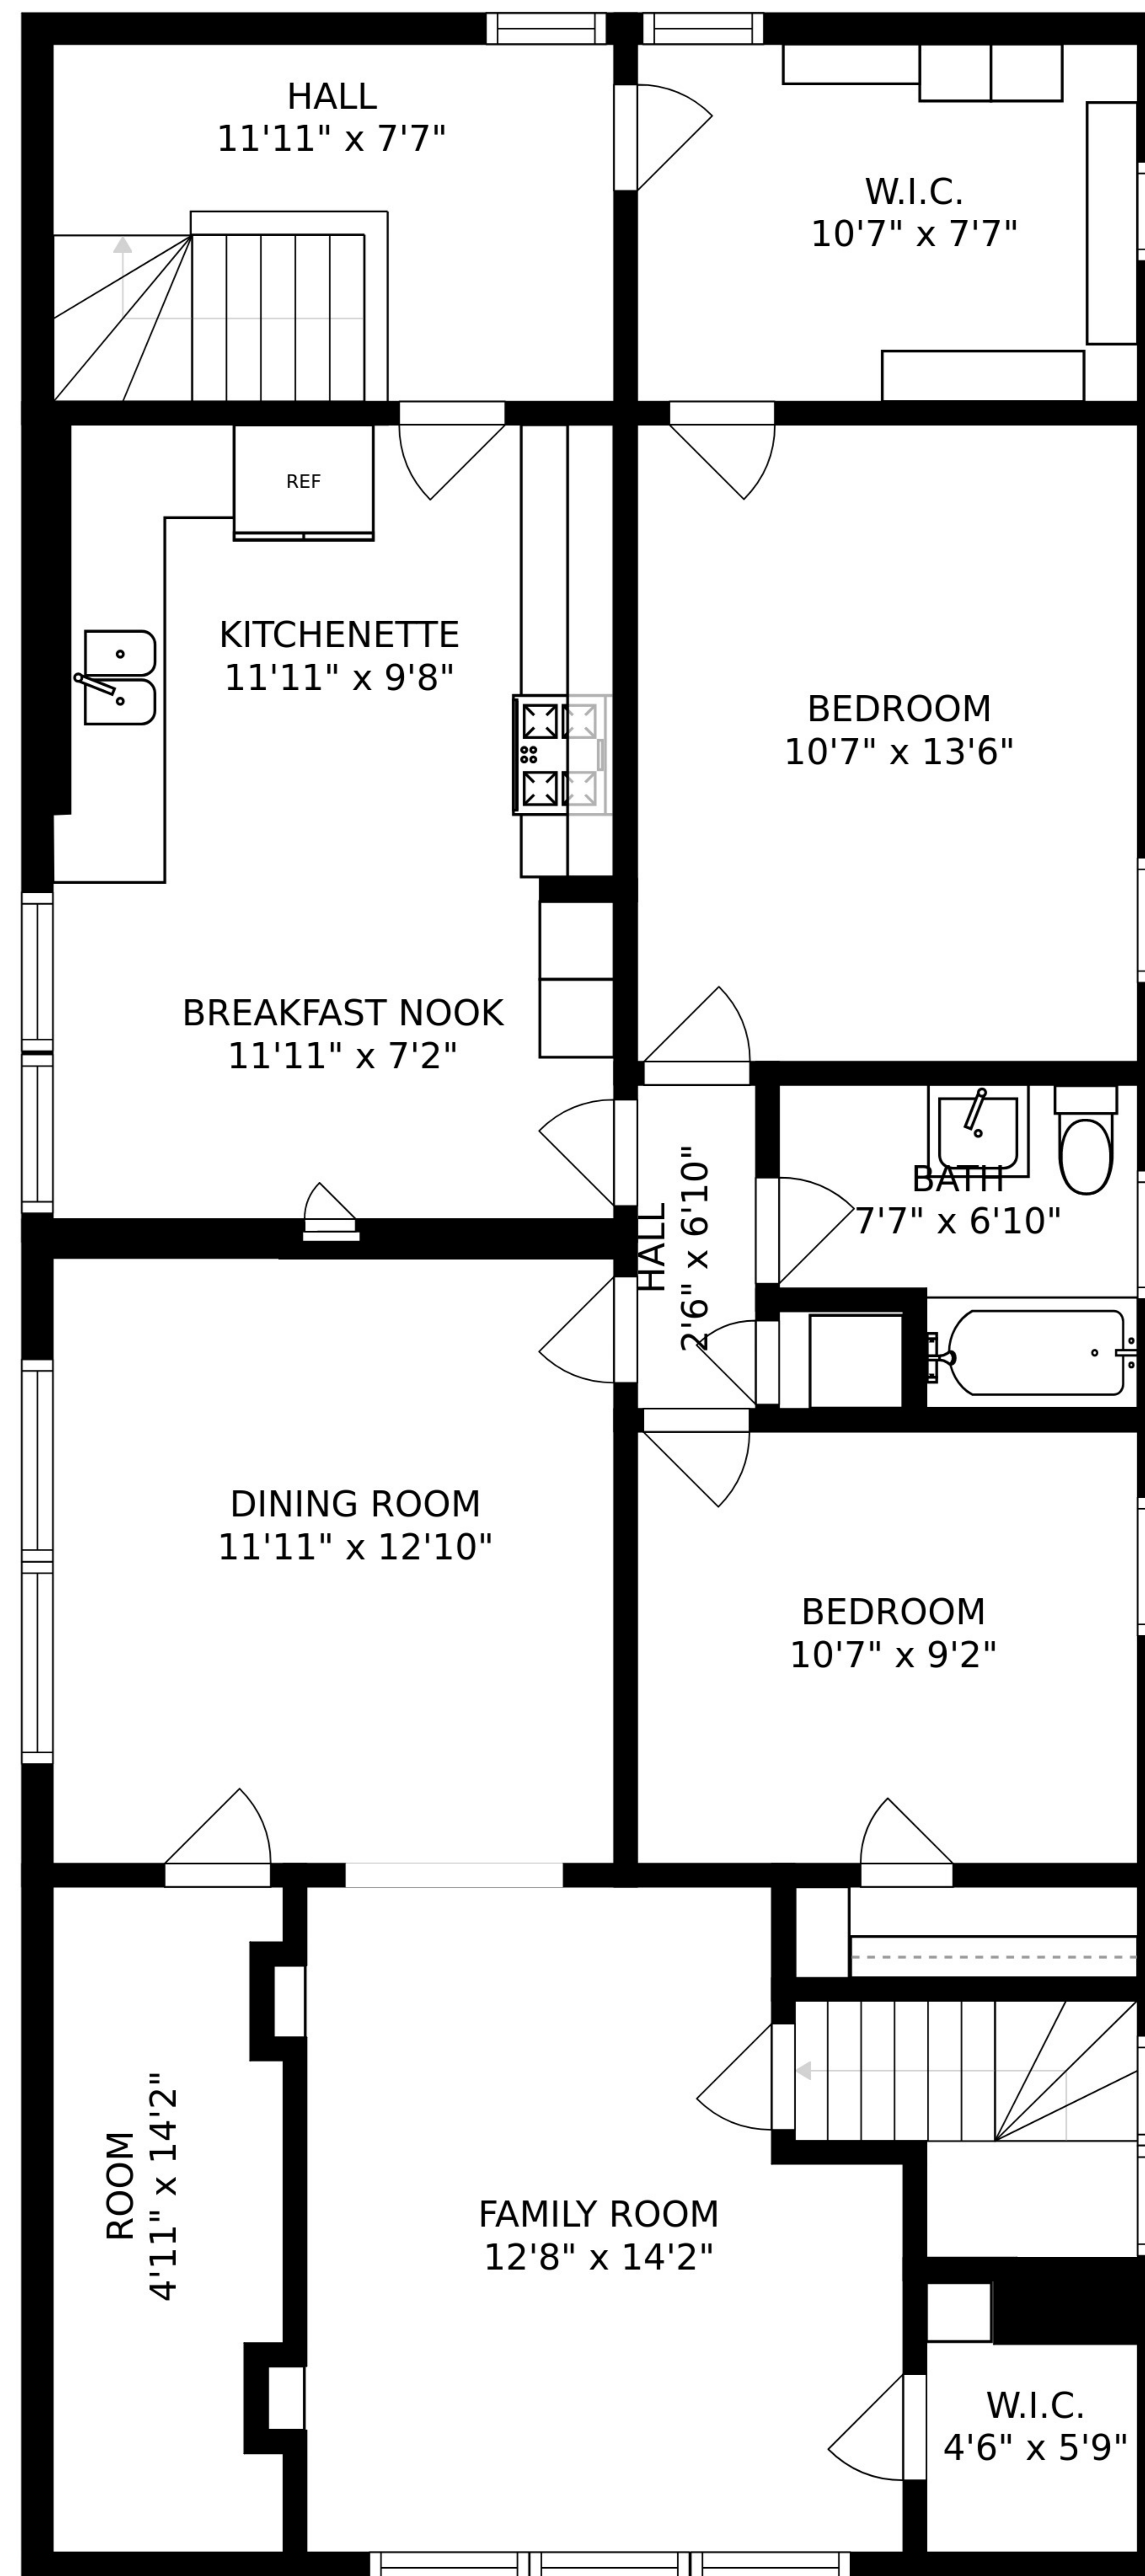 HALL
11'11" x 7'7"
W.I.C.
10'7" x 7'7"
REF
KITCHENETTE
11'11" x 9'8"
BEDROOM
10'7" x 13'6"
BREAKFAST NOOK
11'11" x 7'2"
HALL
2'6" x 6'10"
BATH
7'7" x 6'10"
DINING ROOM
11'11" x 12'10"
BEDROOM
10'7" x 9'2"
ROOM
4'11" x 14'2"
FAMILY ROOM
12'8" x 14'2"
W.I.C.
4'6" x 5'9"